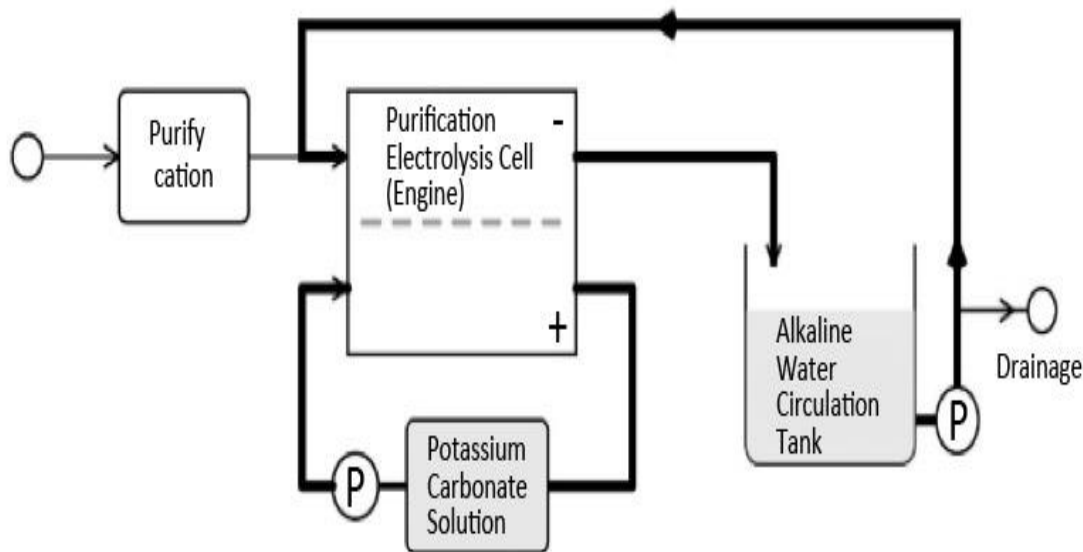 Purify
cation
Purification
Electrolysis Cell
(Engine)
-
+
Potassium
Carbonate
Solution
P
Alkaline
Water
Circulation
Tank
P
Drainage